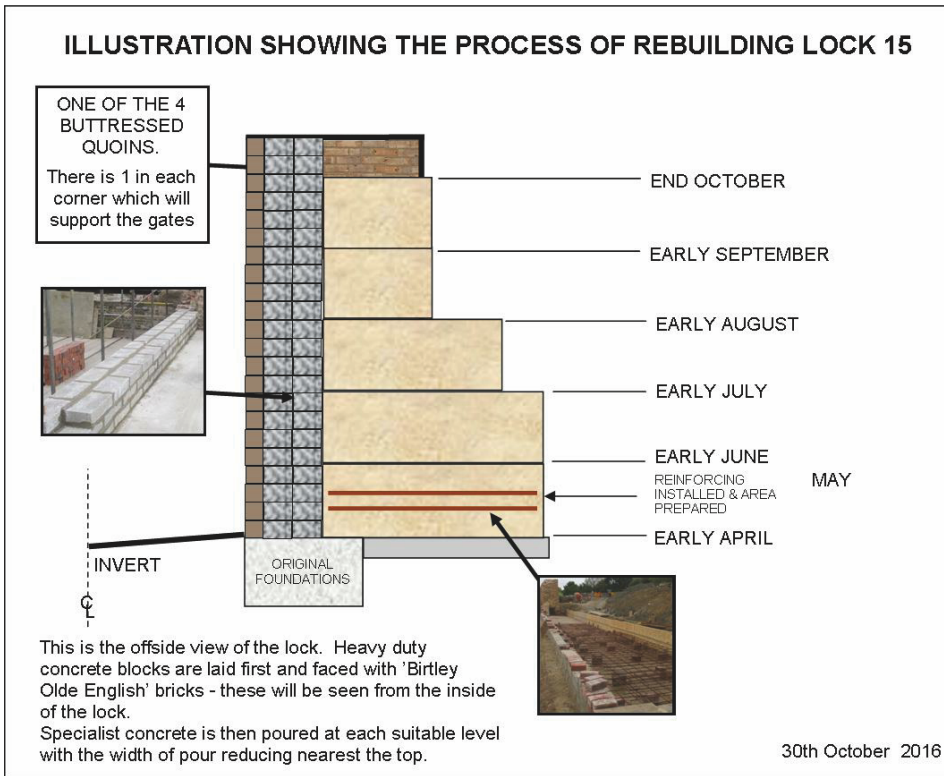 ILLUSTRATION SHOWING THE PROCESS OF REBUILDING LOCK 15
ONE OF THE 4
BUTTRESSED
QUOINS.
There is 1 in each
corner which will
support the gates
END OCTOBER
EARLY SEPTEMBER
EARLY AUGUST
EARLY JULY
EARLY JUNE
REINFORCING
INSTALLED & AREA
PREPARED
MAY
EARLY APRIL
INVERT
ORIGINAL
FOUNDATIONS
CL
This is the offside view of the lock. Heavy duty
concrete blocks are laid first and faced with 'Birtley
Olde English' bricks - these will be seen from the inside
of the lock.
Specialist concrete is then poured at each suitable level
with the width of pour reducing nearest the top.
30th October 2016